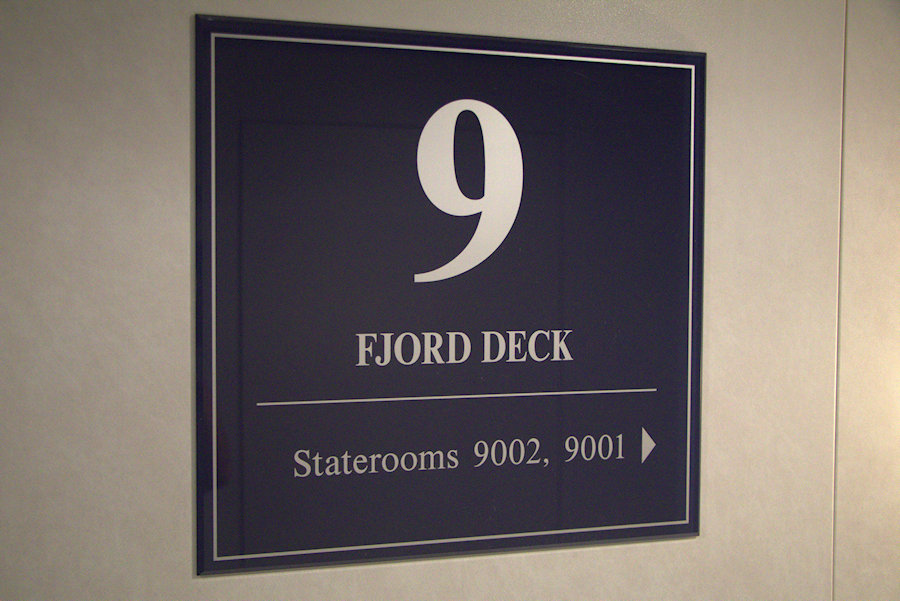 9
FJORD DECK
Staterooms 9002, 9001